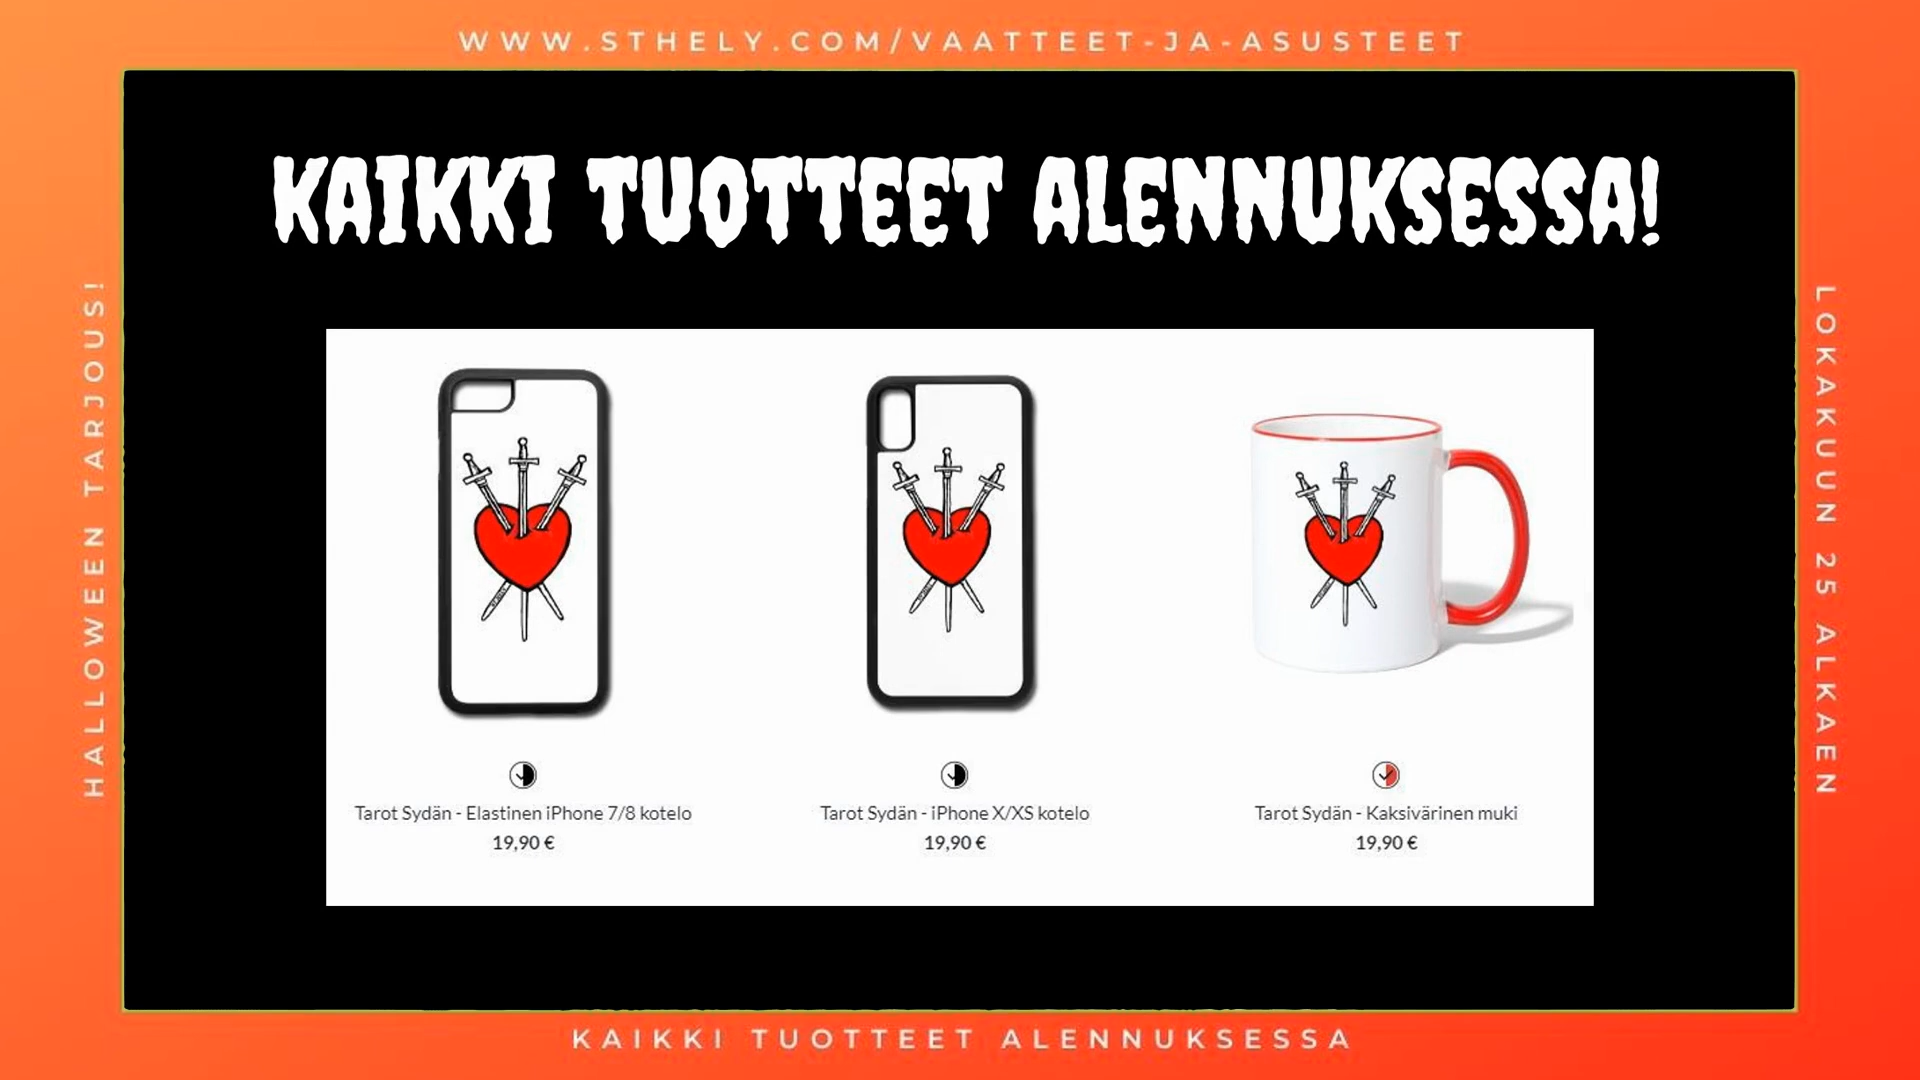 WWW.STHELY.COM/VAATTEET-JA-ASUSTEET
KAIKKI TUOTTEET ALENNUKSESSA!
HALLOWEEN TARJOUS!
LOKAKUUN 25 ALKAEN
Tarot Sydän - Elastinen iPhone 7/8 kotelo
19,90 €
Tarot Sydän - iPhone X/XS kotelo
19,90 €
Tarot Sydän - Kaksivärinen muki
19,90 €
KAIKKI TUOTTEET ALENNUKSESSA